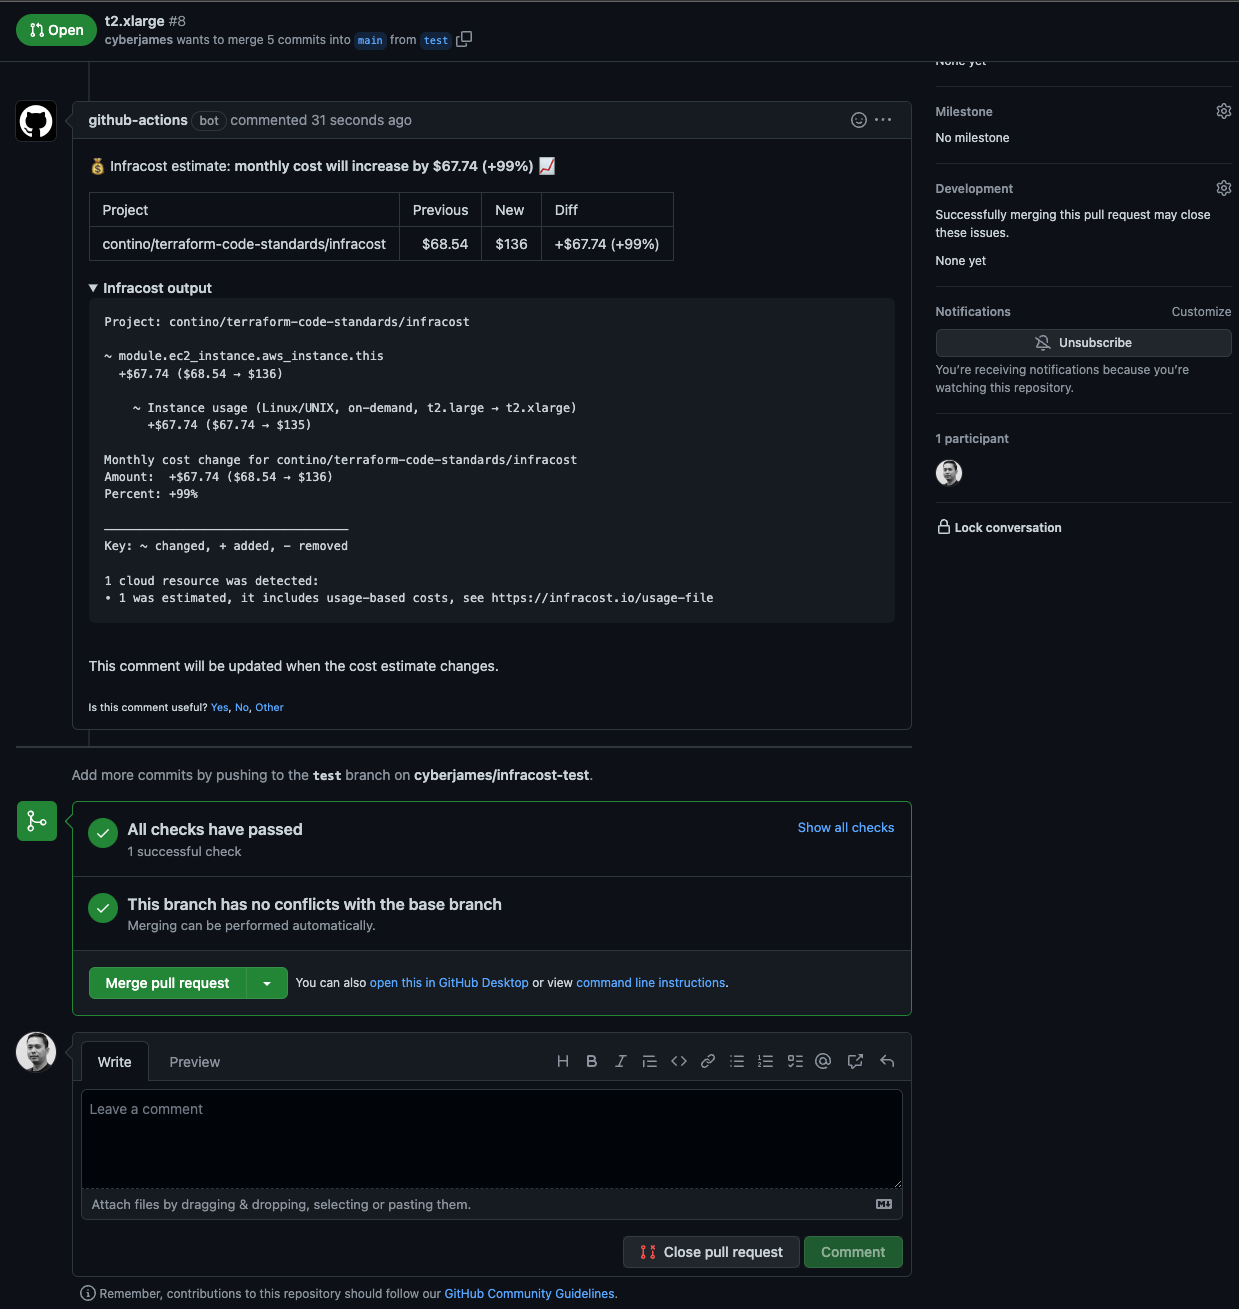 Open
t2.xlarge #8
cyberjames wants to merge 5 commits into main from test
None yet
github-actions bot commented 31 seconds ago
💰 Infracost estimate: monthly cost will increase by $67.74 (+99%) 📈
Project Previous New Diff
contino/terraform-code-standards/infracost $68.54 $136 +$67.74 (+99%)
▼ Infracost output
Project: contino/terraform-code-standards/infracost
~ module.ec2_instance.aws_instance.this
+$67.74 ($68.54 → $136)
~ Instance usage (Linux/UNIX, on-demand, t2.large → t2.xlarge)
+$67.74 ($67.74 → $135)
Monthly cost change for contino/terraform-code-standards/infracost
Amount:  +$67.74 ($68.54 → $136)
Percent: +99%
──────────────────────────────────
Key: ~ changed, + added, - removed
1 cloud resource was detected:
• 1 was estimated, it includes usage-based costs, see https://infracost.io/usage-file
This comment will be updated when the cost estimate changes.
Is this comment useful? Yes, No, Other
Milestone
No milestone
Development
Successfully merging this pull request may close
these issues.
None yet
Notifications Customize
Unsubscribe
You're receiving notifications because you're
watching this repository.
1 participant
Lock conversation
Add more commits by pushing to the test branch on cyberjames/infracost-test.
All checks have passed
1 successful check
Show all checks
This branch has no conflicts with the base branch
Merging can be performed automatically.
Merge pull request
You can also open this in GitHub Desktop or view command line instructions.
Write Preview
Leave a comment
Attach files by dragging & dropping, selecting or pasting them.
Close pull request Comment
Remember, contributions to this repository should follow our GitHub Community Guidelines.